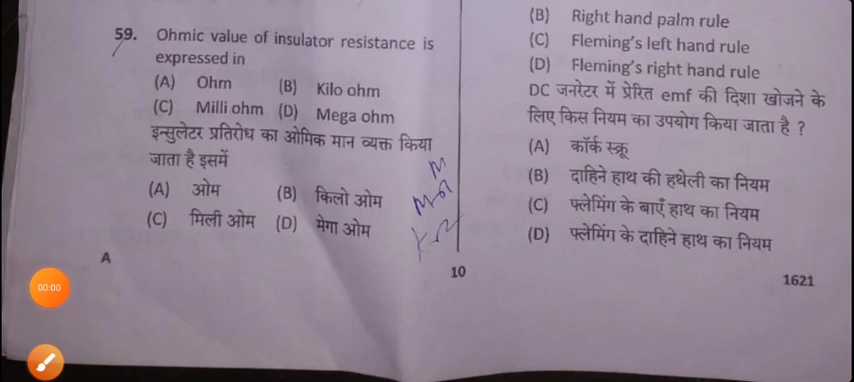 59. Ohmic value of insulator resistance is
expressed in
(A) Ohm (B) Kilo ohm
(C) Milli ohm (D) Mega ohm
इन्सुलेटर प्रतिरोध का ओमिक मान व्यक्त किया
जाता है इसमें
(A) ओम (B) किलो ओम
(C) मिली ओम (D) मेगा ओम
A
(B) Right hand palm rule
(C) Fleming's left hand rule
(D) Fleming's right hand rule
DC जनरेटर में प्रेरित emf की दिशा खोजने के
लिए किस नियम का उपयोग किया जाता है ?
(A) कॉर्क स्क्रू
(B) दाहिने हाथ की हथेली का नियम
(C) फ्लेमिंग के बाएँ हाथ का नियम
(D) फ्लेमिंग के दाहिने हाथ का नियम
10
1621
00:00